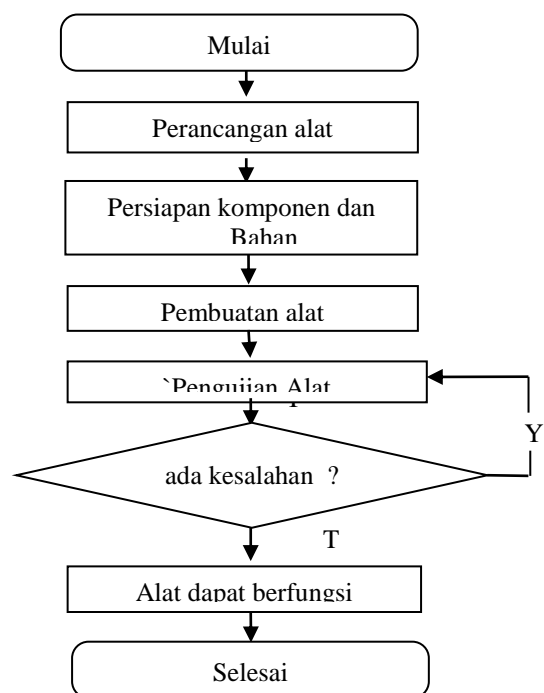 Mulai
Perancangan alat
Persiapan komponen dan
Bahan
Pembuatan alat
`Pengujian Alat
Y
ada kesalahan ?
T
Alat dapat berfungsi
Selesai